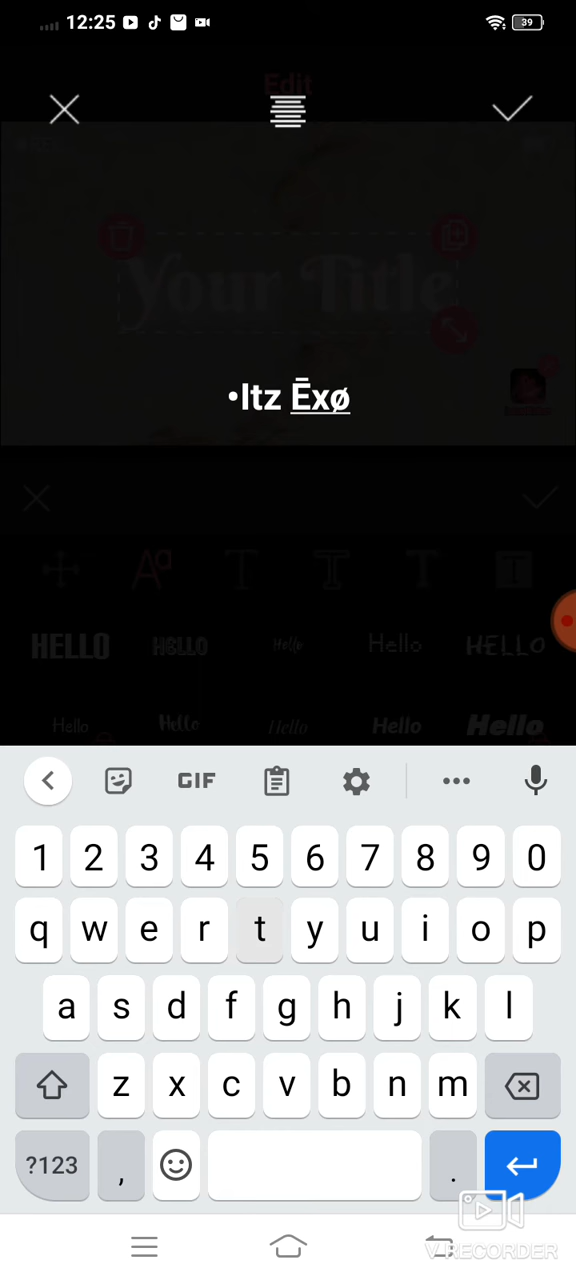 12:25
39
Edit
Your Title
•Itz Ēxø
HELLO HELLO Hello Hello HELLO
Hello Hello Hello Hello Hello
GIF
1 2 3 4 5 6 7 8 9 0
q w e r t y u i o p
a s d f g h j k l
z x c v b n m
?123 , .
V RECORDER